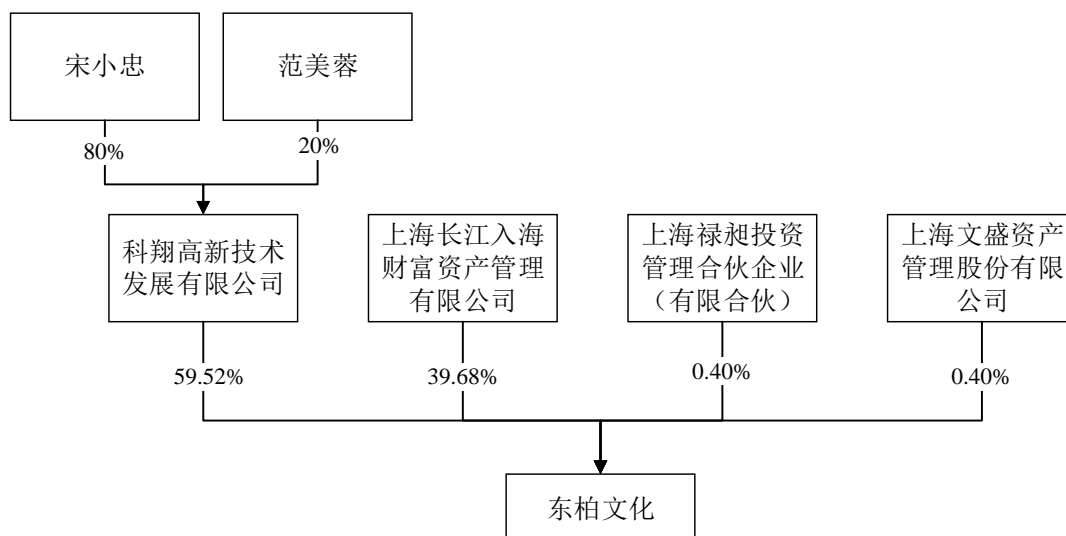 宋小忠
范美蓉
80%
20%
科翔高新技术
发展有限公司
上海长江入海
财富资产管理
有限公司
上海禄昶投资
管理合伙企业
（有限合伙）
上海文盛资产
管理股份有限
公司
59.52%
39.68%
0.40%
0.40%
东柏文化